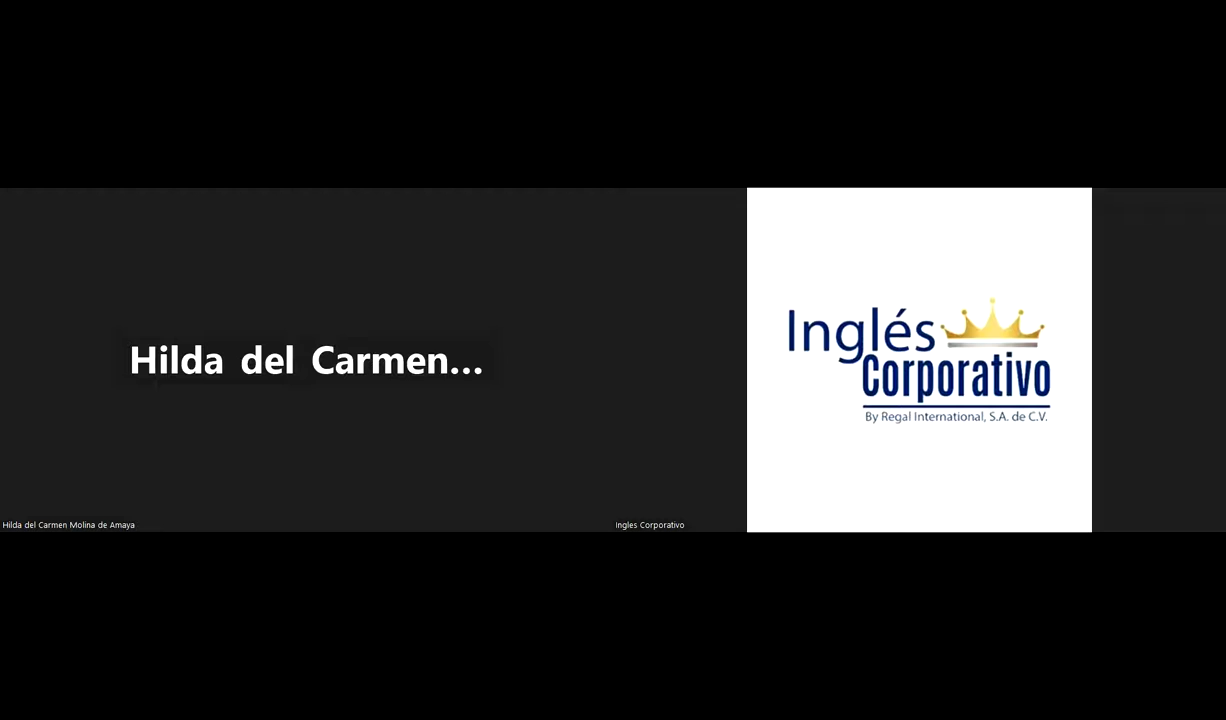 Hilda del Carmen...
Hilda del Carmen Molina de Amaya
Inglés
Corporativo
By Regal International, S.A. de C.V.
Ingles Corporativo